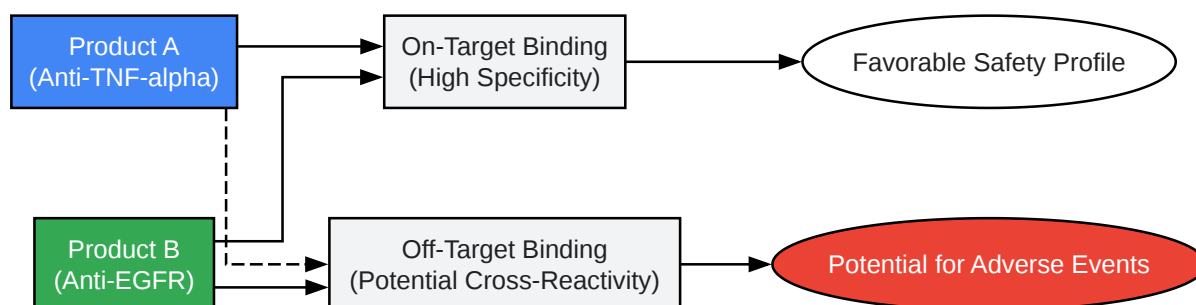 Product A
(Anti-TNF-alpha)
On-Target Binding
(High Specificity)
Favorable Safety Profile
Product B
(Anti-EGFR)
Off-Target Binding
(Potential Cross-Reactivity)
Potential for Adverse Events